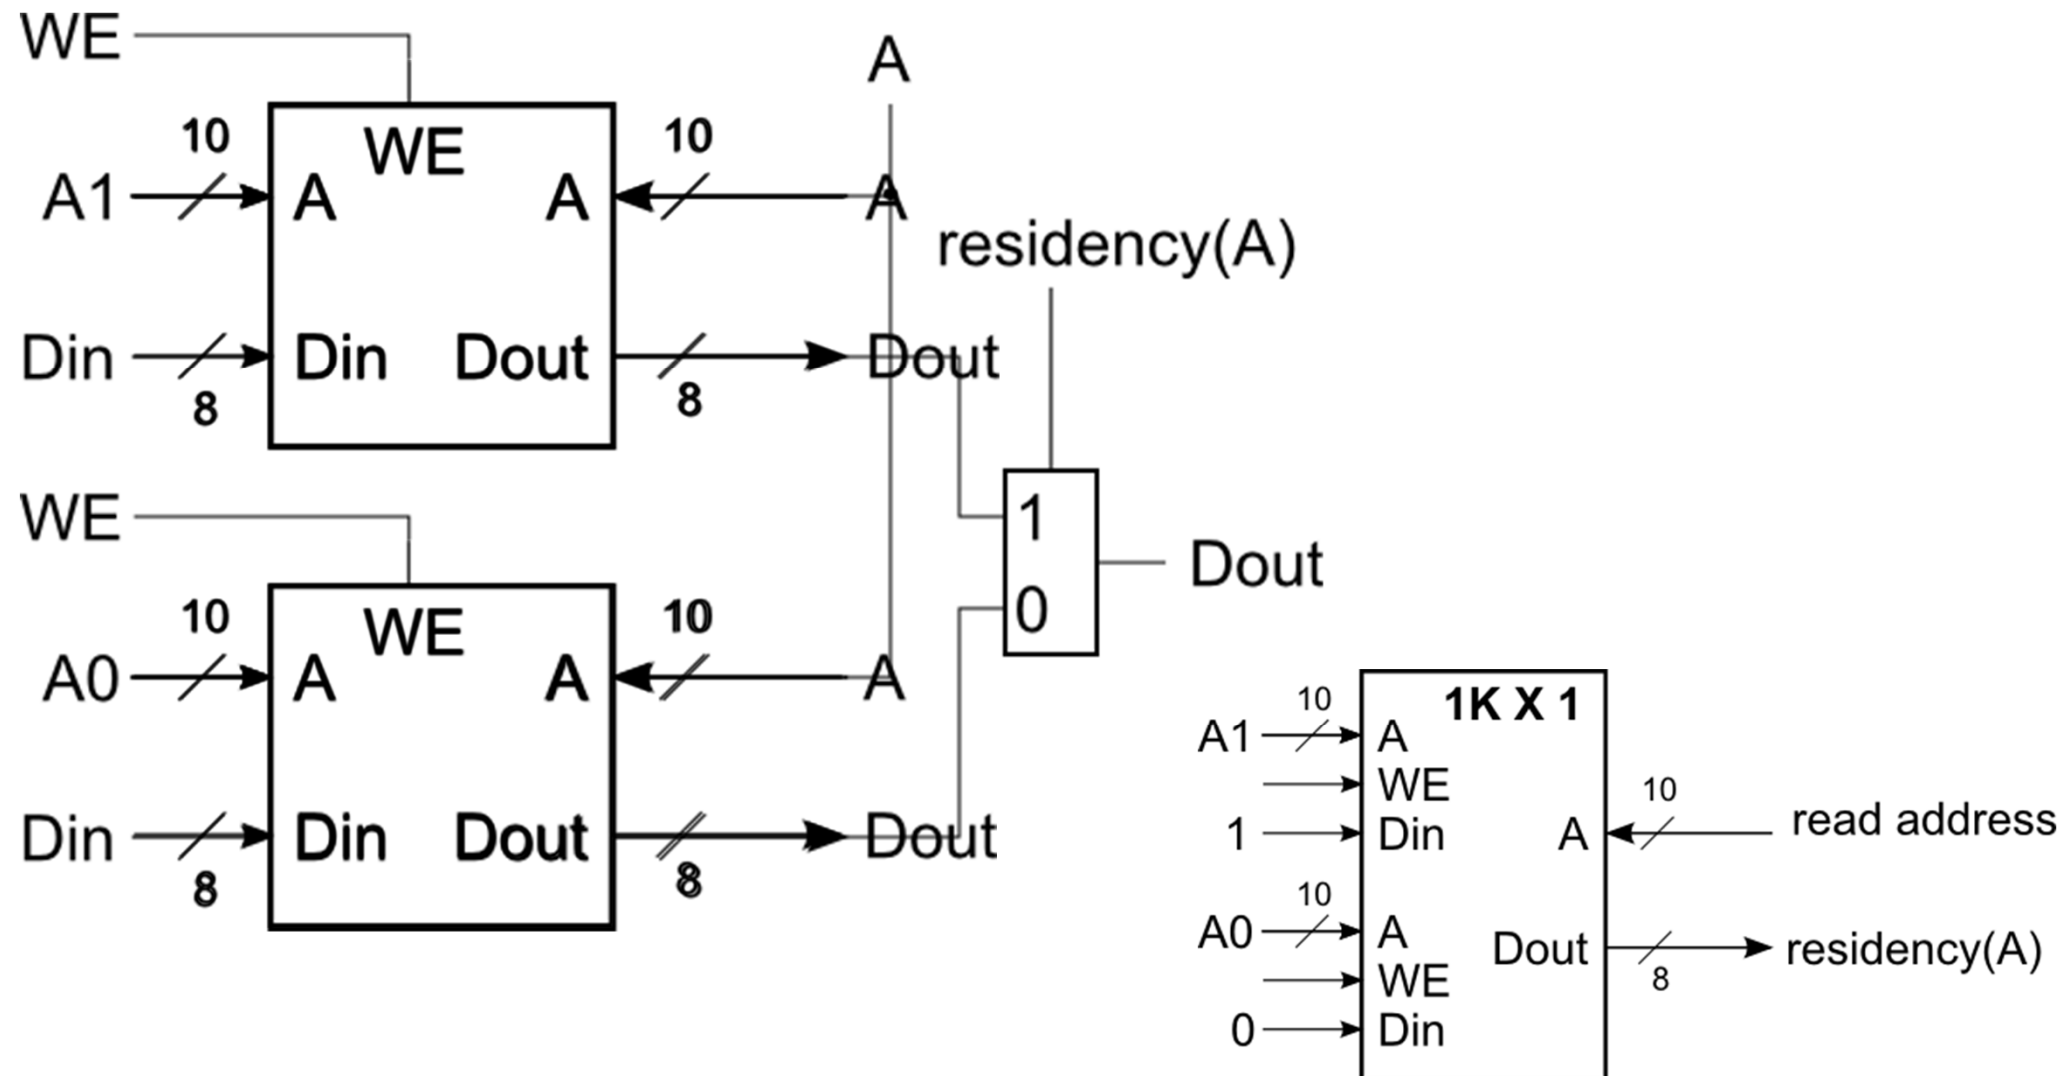 WE
A
10 WE 10
A1 A A A
residency(A)
Din Din Dout Dout
8 8
WE
1
Dout
0
10 WE 10
A0 A A A
1K X 1
10
A1 A
WE
10
1 Din A read address
Din Din Dout Dout
8 8
10
A0 A
Dout residency(A)
WE 8
0 Din